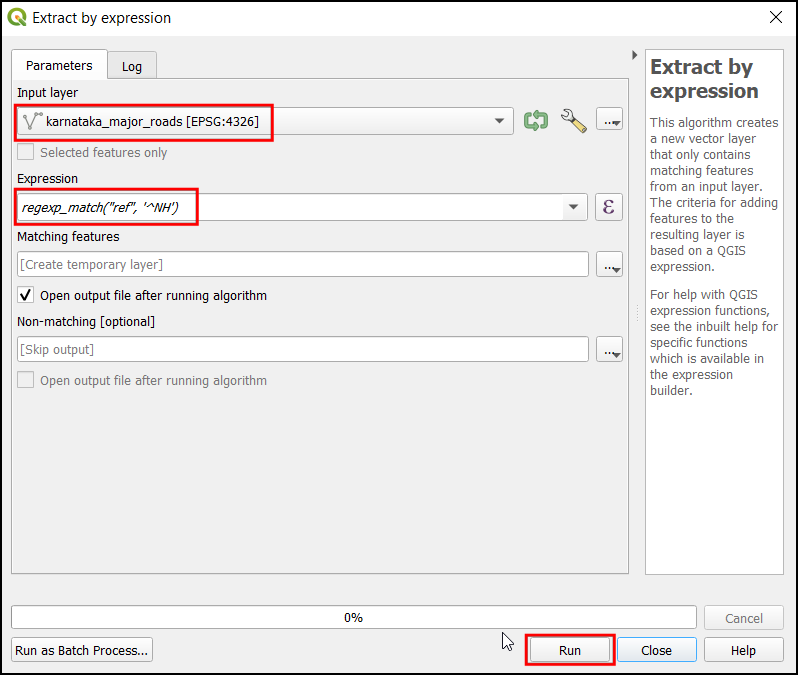 Extract by expression
Parameters
Log
Input layer
karnataka_major_roads [EPSG:4326]
...
Selected features only
Expression
regexp_match("ref", '^NH')
ε
Matching features
[Create temporary layer]
...
Open output file after running algorithm
Non-matching [optional]
[Skip output]
...
Open output file after running algorithm
Extract by
expression
This algorithm creates
a new vector layer
that only contains
matching features
from an input layer.
The criteria for adding
features to the
resulting layer is
based on a QGIS
expression.
For help with QGIS
expression functions,
see the inbuilt help for
specific functions
which is available in
the expression
builder.
0%
Cancel
Run as Batch Process...
Run
Close
Help